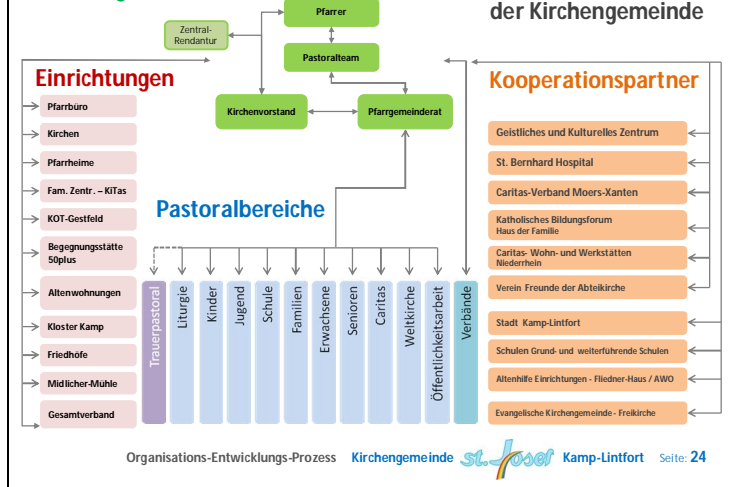 der Kirchengemeinde
Pfarrer
Zentral-
Rendantur
Pastoralteam
Einrichtungen
Kooperationspartner
Kirchenvorstand
Pfarrgemeinderat
Pfarrbüro
Kirchen
Pfarrheime
Fam. Zentr. – KiTas
KOT-Gestfeld
Begegnungsstätte
50plus
Altenwohnungen
Kloster Kamp
Friedhöfe
Midlicher-Mühle
Gesamtverband
Pastoralbereiche
Trauerpastoral
Liturgie
Kinder
Jugend
Schule
Familien
Erwachsene
Senioren
Caritas
Weltkirche
Öffentlichkeitsarbeit
Verbände
Geistliches und Kulturelles Zentrum
St. Bernhard Hospital
Caritas-Verband Moers-Xanten
Katholisches Bildungsforum
Haus der Familie
Caritas- Wohn- und Werkstätten
Niederrhein
Verein Freunde der Abteikirche
Stadt Kamp-Lintfort
Schulen Grund- und weiterführende Schulen
Altenhilfe Einrichtungen - Fliedner-Haus / AWO
Evangelische Kirchengemeinde - Freikirche
Organisations-Entwicklungs-Prozess Kirchengemeinde st. Josef Kamp-Lintfort Seite: 24